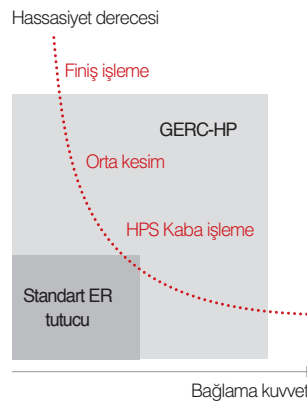 Hassasiyet derecesi
Finiş işleme
GERC-HP
Orta kesim
HPS Kaba işleme
Standart ER
tutucu
Bağlama kuvvet